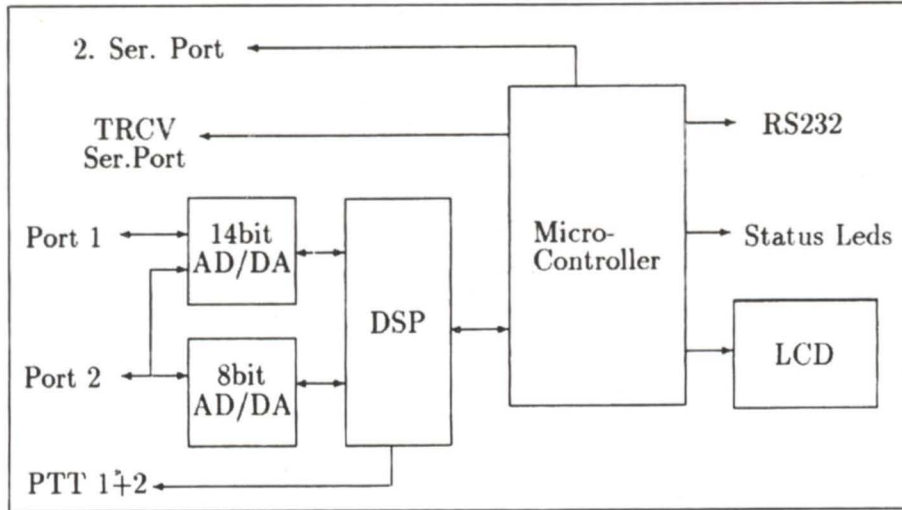 2. Ser. Port
TRCV
Ser.Port
RS232
Port 1
14bit
AD/DA
Micro-
Controller
Status Leds
DSP
LCD
Port 2
8bit
AD/DA
PTT 1+2